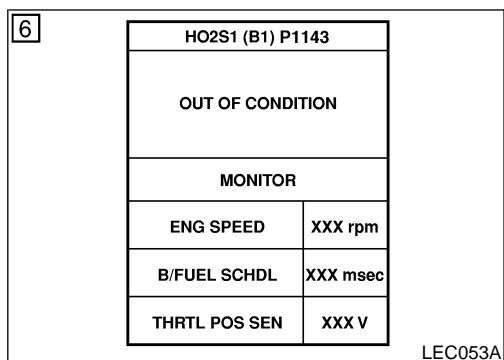 6
HO2S1 (B1) P1143
OUT OF CONDITION
MONITOR
ENG SPEED XXX rpm
B/FUEL SCHDL XXX msec
THRTL POS SEN XXX V
LEC053A